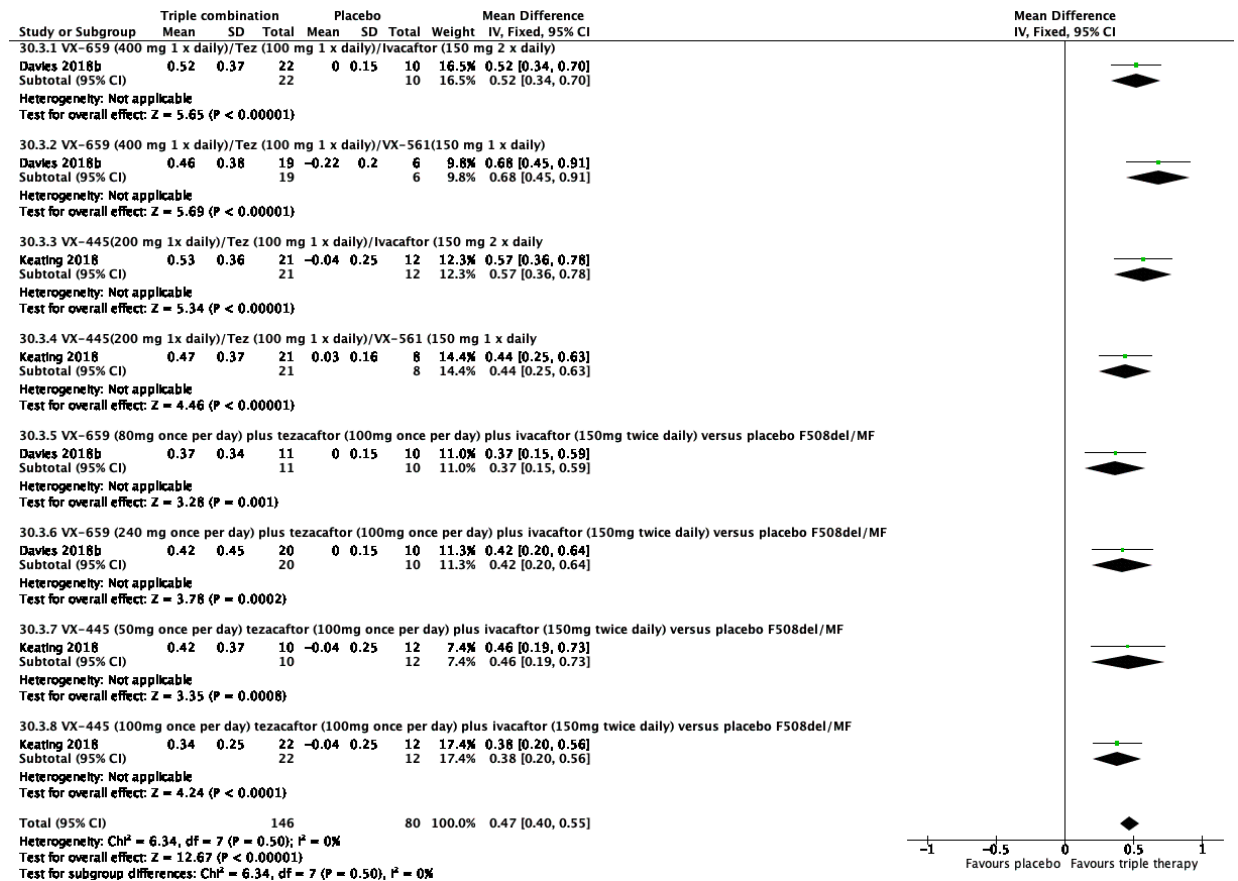 Triple combination Placebo Mean Difference Mean Difference
Study or Subgroup Mean SD Total Mean SD Total Weight IV, Fixed, 95% CI IV, Fixed, 95% CI
30.3.1 VX-659 (400 mg 1 x daily)/Tez (100 mg 1 x daily)/Ivacaftor (150 mg 2 x daily)
Davies 2018b 0.52 0.37 22 0 0.15 10 16.5% 0.52 [0.34, 0.70]
Subtotal (95% CI) 22 10 16.5% 0.52 [0.34, 0.70]
Heterogeneity: Not applicable
Test for overall effect: Z = 5.65 (P < 0.00001)
30.3.2 VX-659 (400 mg 1 x daily)/Tez (100 mg 1 x daily)/VX-561(150 mg 1 x daily)
Davies 2018b 0.46 0.38 19 −0.22 0.2 6 9.8% 0.68 [0.45, 0.91]
Subtotal (95% CI) 19 6 9.8% 0.68 [0.45, 0.91]
Heterogeneity: Not applicable
Test for overall effect: Z = 5.69 (P < 0.00001)
30.3.3 VX-445(200 mg 1x daily)/Tez (100 mg 1 x daily)/Ivacaftor (150 mg 2 x daily
Keating 2018 0.53 0.36 21 −0.04 0.25 12 12.3% 0.57 [0.36, 0.78]
Subtotal (95% CI) 21 12 12.3% 0.57 [0.36, 0.78]
Heterogeneity: Not applicable
Test for overall effect: Z = 5.34 (P < 0.00001)
30.3.4 VX-445(200 mg 1x daily)/Tez (100 mg 1 x daily)/VX-561 (150 mg 1 x daily
Keating 2018 0.47 0.37 21 0.03 0.16 8 14.4% 0.44 [0.25, 0.63]
Subtotal (95% CI) 21 8 14.4% 0.44 [0.25, 0.63]
Heterogeneity: Not applicable
Test for overall effect: Z = 4.46 (P < 0.00001)
30.3.5 VX-659 (80mg once per day) plus tezacaftor (100mg once per day) plus ivacaftor (150mg twice daily) versus placebo F508del/MF
Davies 2018b 0.37 0.34 11 0 0.15 10 11.0% 0.37 [0.15, 0.59]
Subtotal (95% CI) 11 10 11.0% 0.37 [0.15, 0.59]
Heterogeneity: Not applicable
Test for overall effect: Z = 3.28 (P = 0.001)
30.3.6 VX-659 (240 mg once per day) plus tezacaftor (100mg once per day) plus ivacaftor (150mg twice daily) versus placebo F508del/MF
Davies 2018b 0.42 0.45 20 0 0.15 10 11.3% 0.42 [0.20, 0.64]
Subtotal (95% CI) 20 10 11.3% 0.42 [0.20, 0.64]
Heterogeneity: Not applicable
Test for overall effect: Z = 3.78 (P = 0.0002)
30.3.7 VX-445 (50mg once per day) tezacaftor (100mg once per day) plus ivacaftor (150mg twice daily) versus placebo F508del/MF
Keating 2018 0.42 0.37 10 −0.04 0.25 12 7.4% 0.46 [0.19, 0.73]
Subtotal (95% CI) 10 12 7.4% 0.46 [0.19, 0.73]
Heterogeneity: Not applicable
Test for overall effect: Z = 3.35 (P = 0.0008)
30.3.8 VX-445 (100mg once per day) tezacaftor (100mg once per day) plus ivacaftor (150mg twice daily) versus placebo F508del/MF
Keating 2018 0.34 0.25 22 −0.04 0.25 12 17.4% 0.38 [0.20, 0.56]
Subtotal (95% CI) 22 12 17.4% 0.38 [0.20, 0.56]
Heterogeneity: Not applicable
Test for overall effect: Z = 4.24 (P < 0.0001)
Total (95% CI) 146 80 100.0% 0.47 [0.40, 0.55]
Heterogeneity: Chi² = 6.34, df = 7 (P = 0.50); I² = 0%
Test for overall effect: Z = 12.67 (P < 0.00001)
Test for subgroup differences: Chi² = 6.34, df = 7 (P = 0.50), I² = 0%
−1 −0.5 0 0.5 1
Favours placebo Favours triple therapy